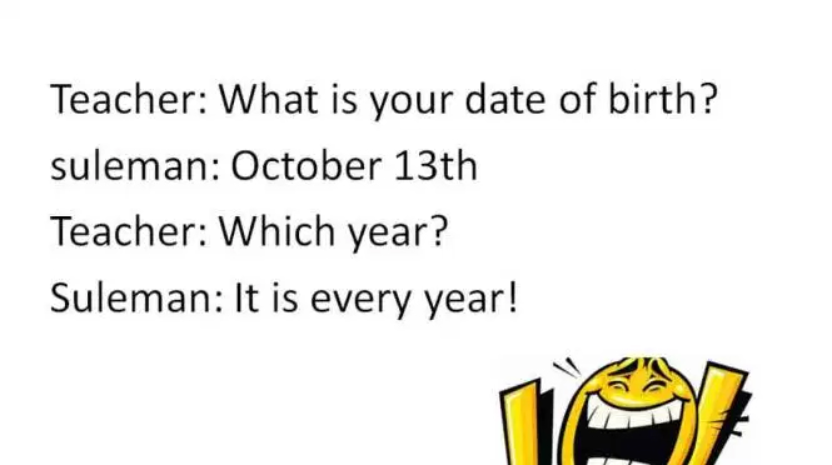 Teacher: What is your date of birth?
suleman: October 13th
Teacher: Which year?
Suleman: It is every year!